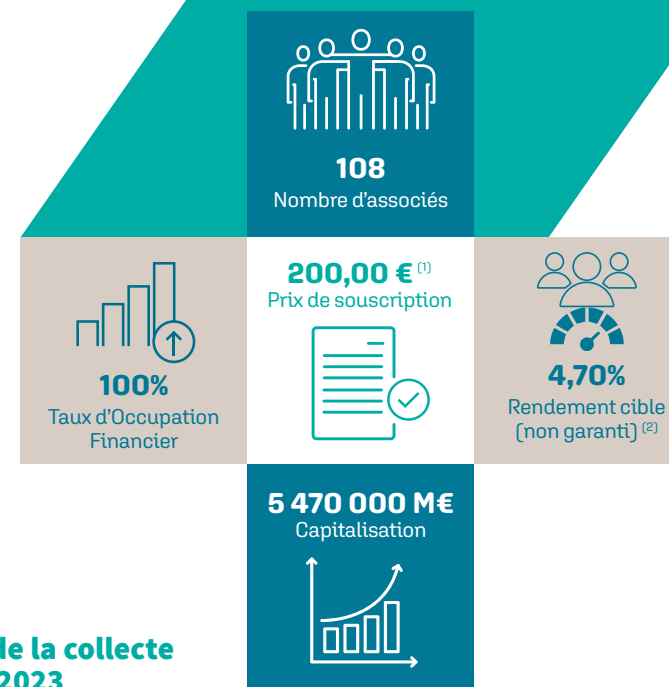 108
Nombre d'associés
200,00 € (1)
Prix de souscription
100%
Taux d'Occupation
Financier
4,70%
Rendement cible
(non garanti) (2)
5 470 000 M€
Capitalisation
de la collecte
2023